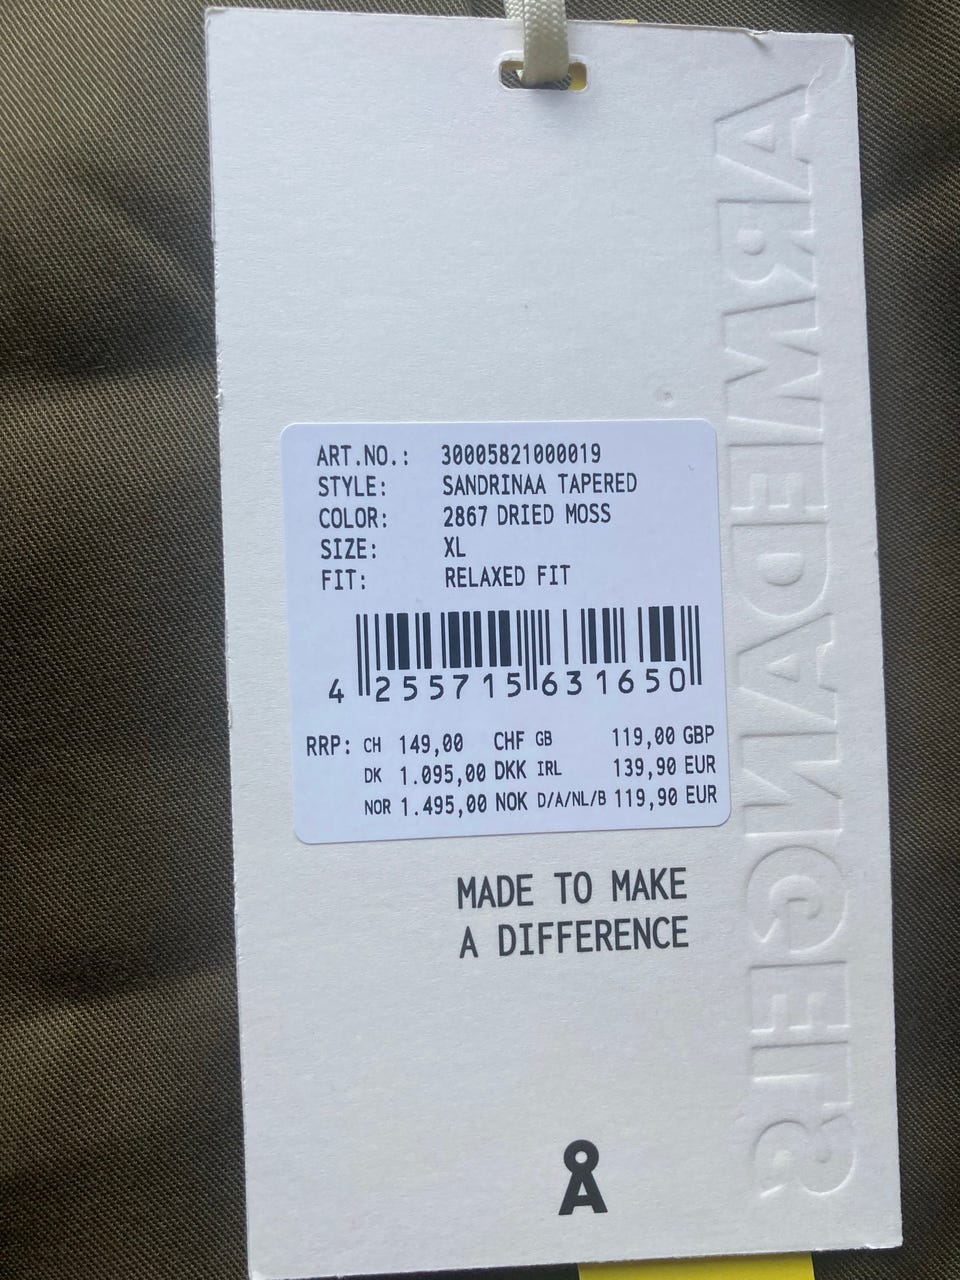 ART.NO.: 30005821000019
STYLE: SANDRINAA TAPERED
COLOR: 2867 DRIED MOSS
SIZE: XL
FIT: RELAXED FIT
4 255715 631650
RRP: CH 149,00 CHF GB 119,00 GBP
DK 1.095,00 DKK IRL 139,90 EUR
NOR 1.495,00 NOK D/A/NL/B 119,90 EUR
MADE TO MAKE
A DIFFERENCE
Å
ARMEDANGELS